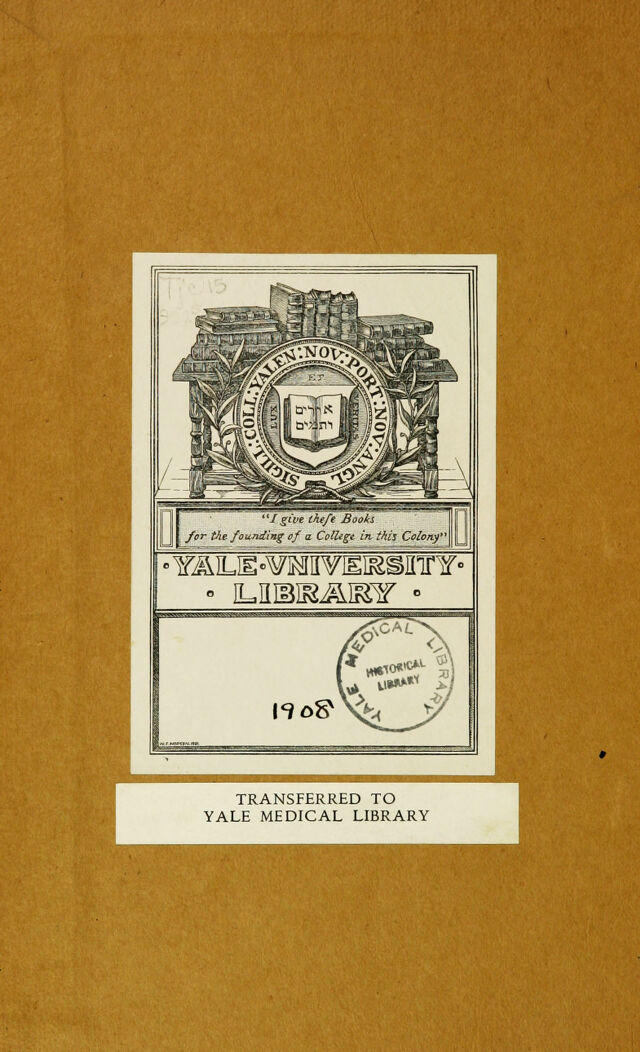 SIGILL:COLL:YALEN:NOV:PORT:NOV:ANGL
ET
LUX
VERITAS
אורים
ותמים
"I give theſe Books
for the founding of a College in this Colony"
·YALE·VNIVERSITY·
· LIBRARY ·
YALE MEDICAL LIBRARY
HISTORICAL
LIBRARY
1908
TRANSFERRED TO
YALE MEDICAL LIBRARY